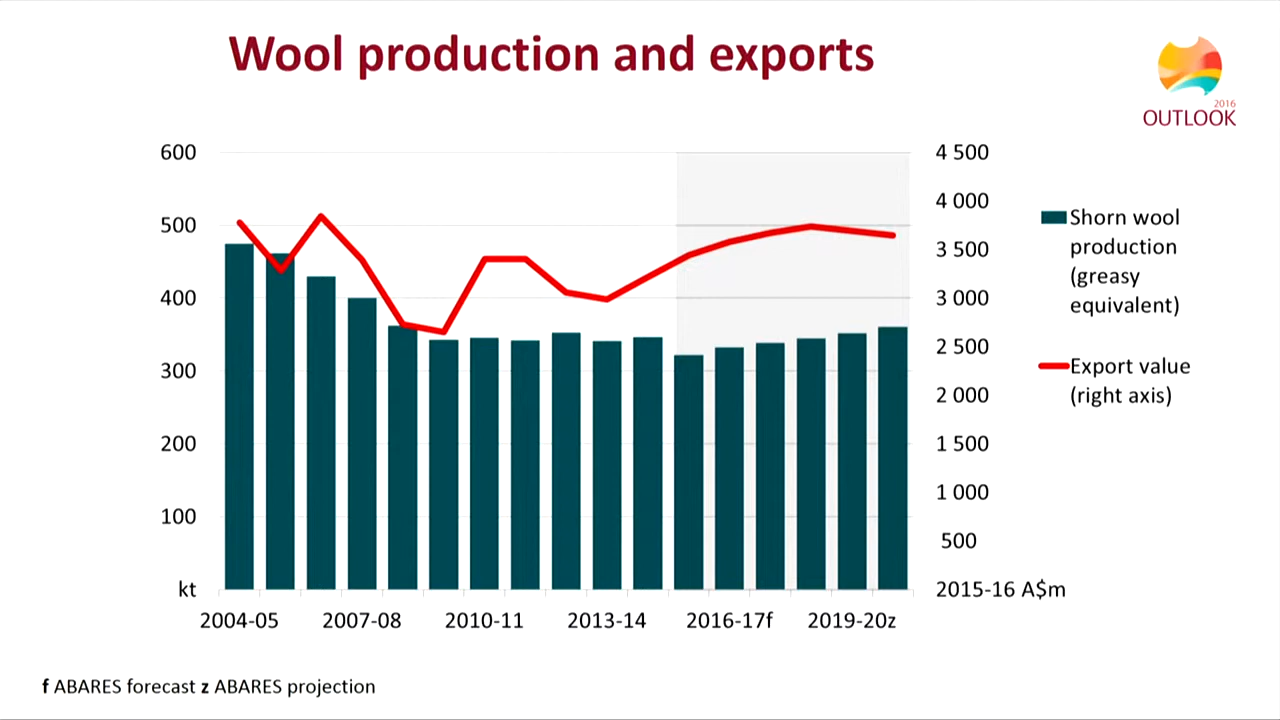 Wool production and exports
2016
OUTLOOK
600
500
400
300
200
100
kt
4 500
4 000
3 500
3 000
2 500
2 000
1 500
1 000
500
2015-16 A$m
2004-05
2007-08
2010-11
2013-14
2016-17f
2019-20z
Shorn wool
production
(greasy
equivalent)
Export value
(right axis)
f ABARES forecast z ABARES projection